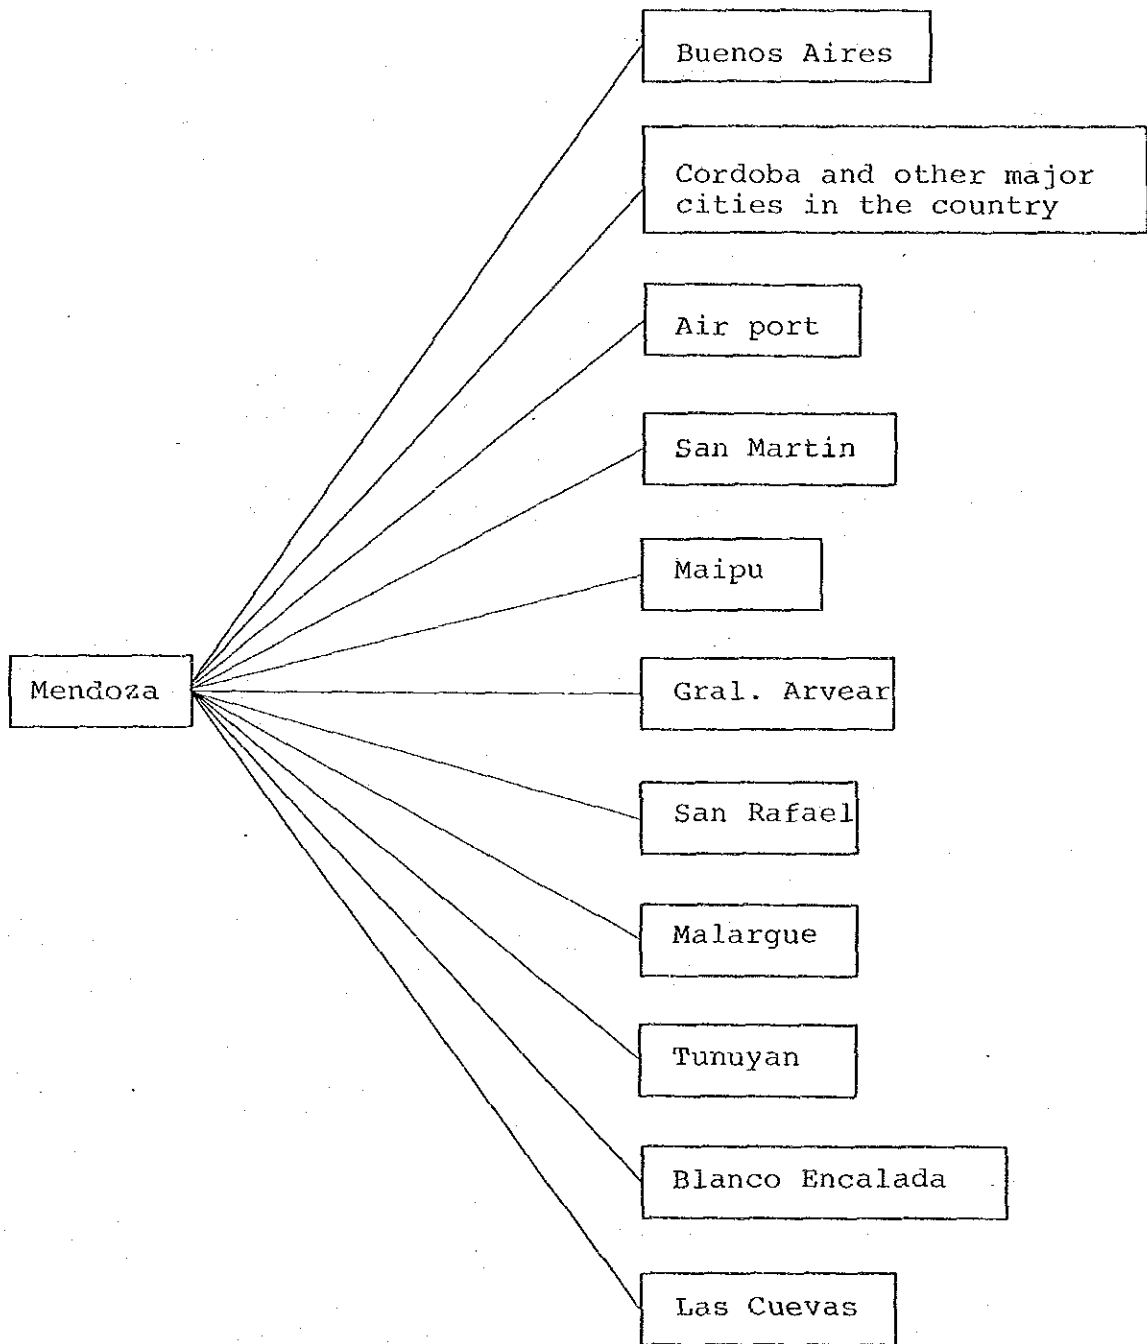 Buenos Aires
Cordoba and other major
cities in the country
Air port
San Martin
Maipu
Mendoza
Gral. Arvear
San Rafael
Malargue
Tunuyan
Blanco Encalada
Las Cuevas